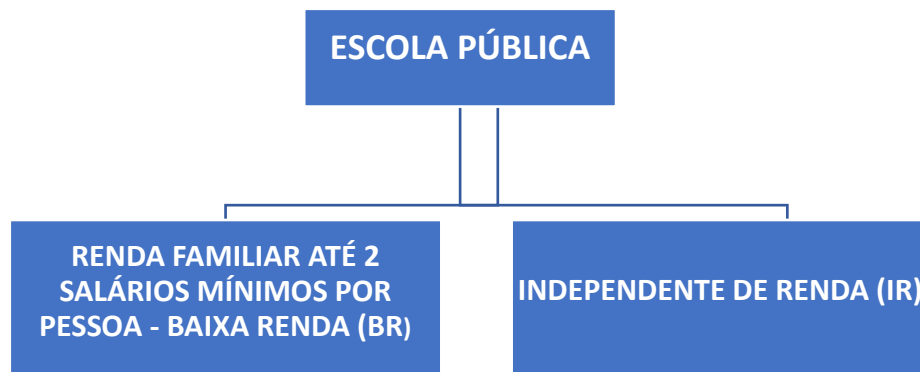 ESCOLA PÚBLICA
RENDA FAMILIAR ATÉ 2
SALÁRIOS MÍNIMOS POR
PESSOA - BAIXA RENDA (BR)
INDEPENDENTE DE RENDA (IR)